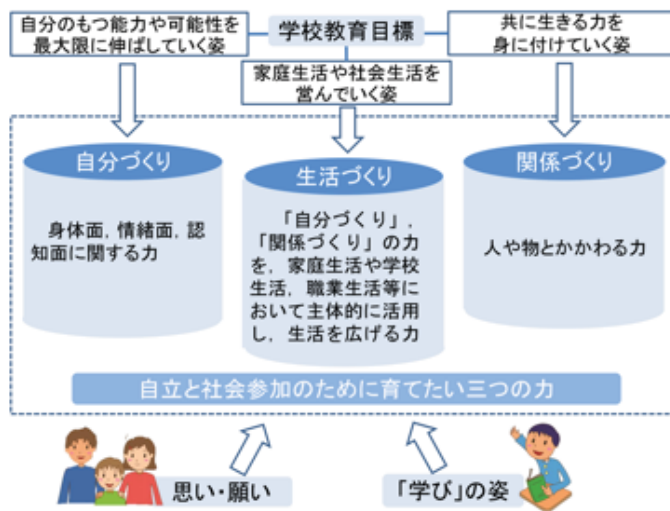 学校教育目標
自分のもつ能力や可能性を
最大限に伸ばしていく姿
家庭生活や社会生活を
営んでいく姿
共に生きる力を
身に付けていく姿
自分づくり
身体面，情緒面，認
知面に関する力
生活づくり
「自分づくり」，
「関係づくり」の力
を，家庭生活や学校
生活，職業生活等に
おいて主体的に活用
し，生活を広げる力
関係づくり
人や物とかかわる力
自立と社会参加のために育てたい三つの力
思い・願い
「学び」の姿